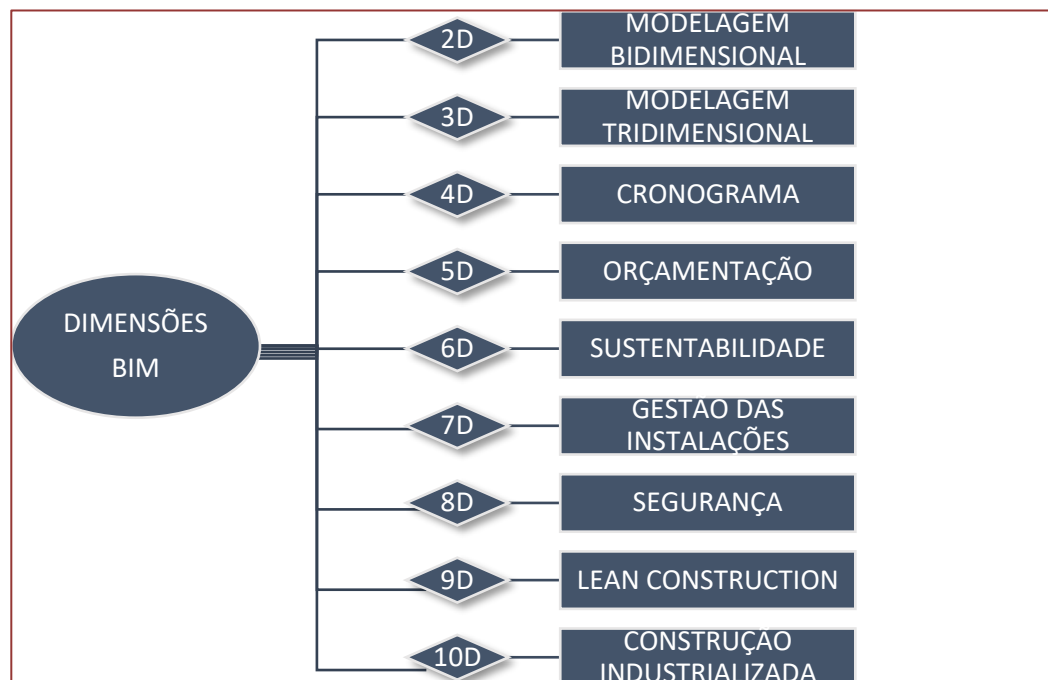 2D
MODELAGEM
BIDIMENSIONAL
3D
MODELAGEM
TRIDIMENSIONAL
4D
CRONOGRAMA
5D
ORÇAMENTAÇÃO
DIMENSÕES
BIM
6D
SUSTENTABILIDADE
7D
GESTÃO DAS
INSTALAÇÕES
8D
SEGURANÇA
9D
LEAN CONSTRUCTION
10D
CONSTRUÇÃO
INDUSTRIALIZADA